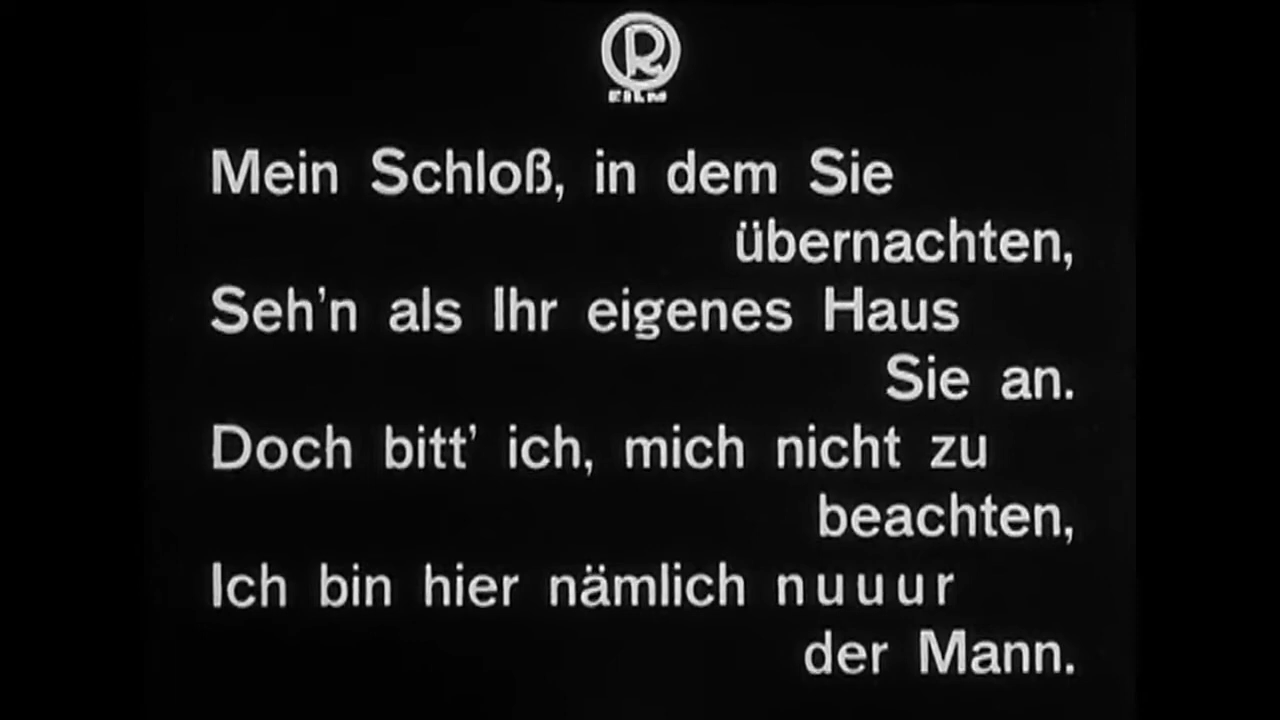 R
FILM
Mein Schloß, in dem Sie
übernachten,
Seh'n als Ihr eigenes Haus
Sie an.
Doch bitt' ich, mich nicht zu
beachten,
Ich bin hier nämlich nuuur
der Mann.